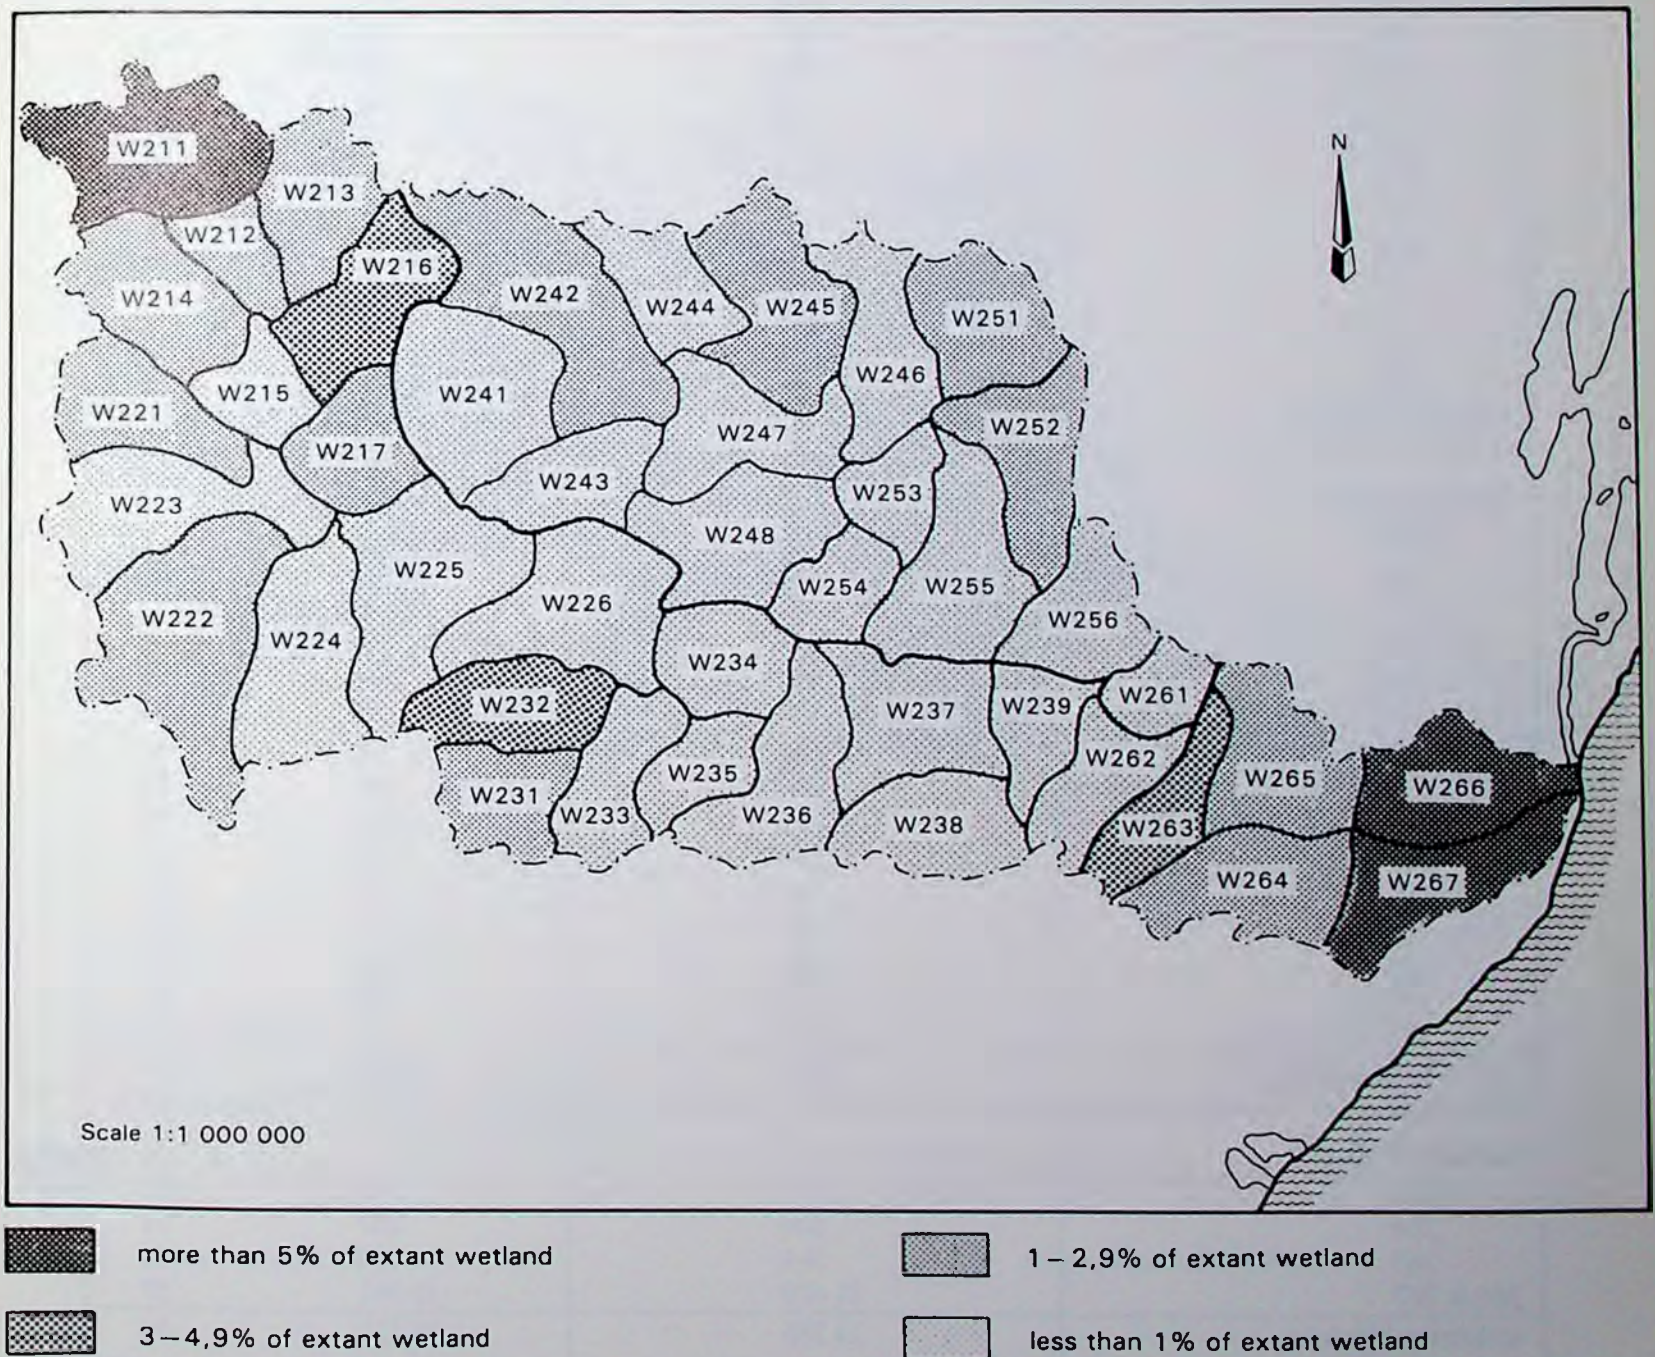 N
W211
W213
W212
W216
W214
W242
W244
W245
W251
W246
W215
W241
W221
W252
W247
W217
W243
W253
W223
W248
W225
W254
W255
W226
W222
W256
W224
W234
W261
W232
W239
W237
W262
W235
W265
W266
W231
W233
W236
W238
W263
W264
W267
Scale 1:1 000 000
more than 5% of extant wetland
1–2,9% of extant wetland
3–4,9% of extant wetland
less than 1% of extant wetland